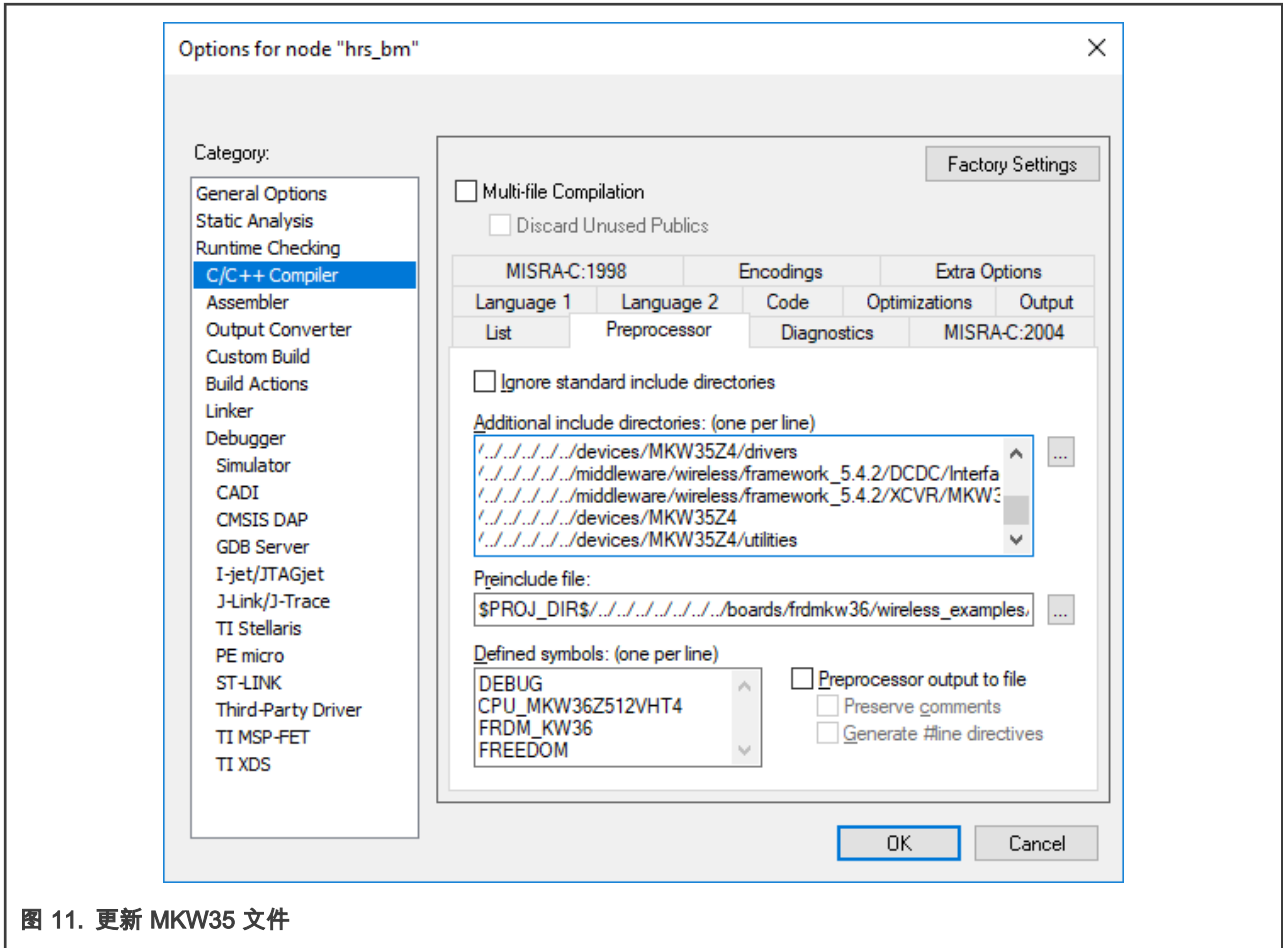 Options for node "hrs_bm"
Category:
Factory Settings
General Options
Static Analysis
Runtime Checking
C/C++ Compiler
Assembler
Output Converter
Custom Build
Build Actions
Linker
Debugger
Simulator
CADI
CMSIS DAP
GDB Server
I-jet/JTAGjet
J-Link/J-Trace
TI Stellaris
PE micro
ST-LINK
Third-Party Driver
TI MSP-FET
TI XDS
Multi-file Compilation
Discard Unused Publics
MISRA-C:1998 Encodings Extra Options
Language 1 Language 2 Code Optimizations Output
List Preprocessor Diagnostics MISRA-C:2004
Ignore standard include directories
Additional include directories: (one per line)
/../../../../../devices/MKW35Z4/drivers
/../../../../../middleware/wireless/framework_5.4.2/DCDC/Interfa
/../../../../../middleware/wireless/framework_5.4.2/XCVR/MKW3
/../../../../../devices/MKW35Z4
/../../../../../devices/MKW35Z4/utilities
...
Preinclude file:
$PROJ_DIR$/../../../../../../../boards/frdmkw36/wireless_examples/
...
Defined symbols: (one per line)
DEBUG
CPU_MKW36Z512VHT4
FRDM_KW36
FREEDOM
Preprocessor output to file
Preserve comments
Generate #line directives
OK
Cancel
图 11. 更新 MKW35 文件